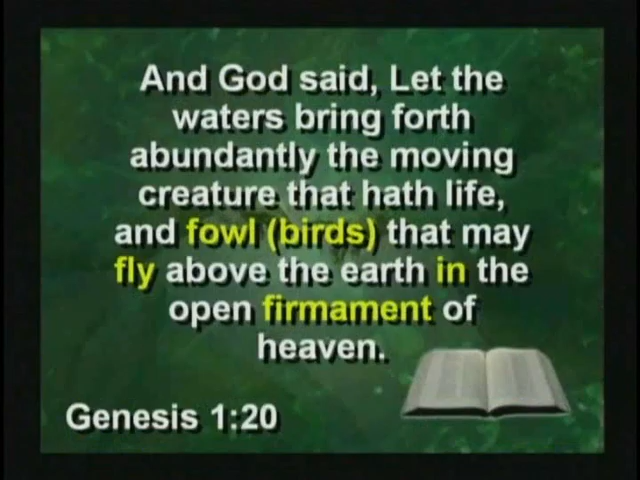 And God said, Let the
waters bring forth
abundantly the moving
creature that hath life,
and fowl (birds) that may
fly above the earth in the
open firmament of
heaven.
Genesis 1:20